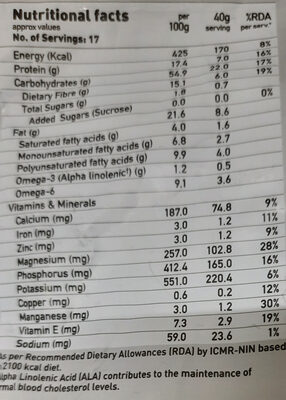 Nutritional facts per 40g %RDA
approx values 100g serving per serv.*
No. of Servings: 17
Energy (Kcal) 425 170 8%
Protein (g) 17.4 7.0 16%
Carbohydrates (g) 54.9 22.0 17%
Dietary Fibre (g) 15.1 6.0 19%
Total Sugars (g) 1.8 0.7
Added Sugars (Sucrose) 0.0 0.0 0%
Fat (g) 21.6 8.6
Saturated fatty acids (g) 4.0 1.6
Monounsaturated fatty acids (g) 6.8 2.7
Polyunsaturated fatty acids (g) 9.9 4.0
Omega-3 (Alpha linolenic¹) (g) 1.2 0.5
Omega-6 9.1 3.6
Vitamins & Minerals
Calcium (mg) 187.0 74.8 9%
Iron (mg) 3.0 1.2 11%
Zinc (mg) 3.0 1.2 9%
Magnesium (mg) 257.0 102.8 28%
Phosphorus (mg) 412.4 165.0 16%
Potassium (mg) 551.0 220.4 6%
Copper (mg) 0.6 0.2 12%
Manganese (mg) 3.0 1.2 30%
Vitamin E (mg) 7.3 2.9 19%
Sodium (mg) 59.0 23.6 1%
As per Recommended Dietary Allowances (RDA) by ICMR-NIN based
2100 kcal diet.
Alpha Linolenic Acid (ALA) contributes to the maintenance of
rmal blood cholesterol levels.